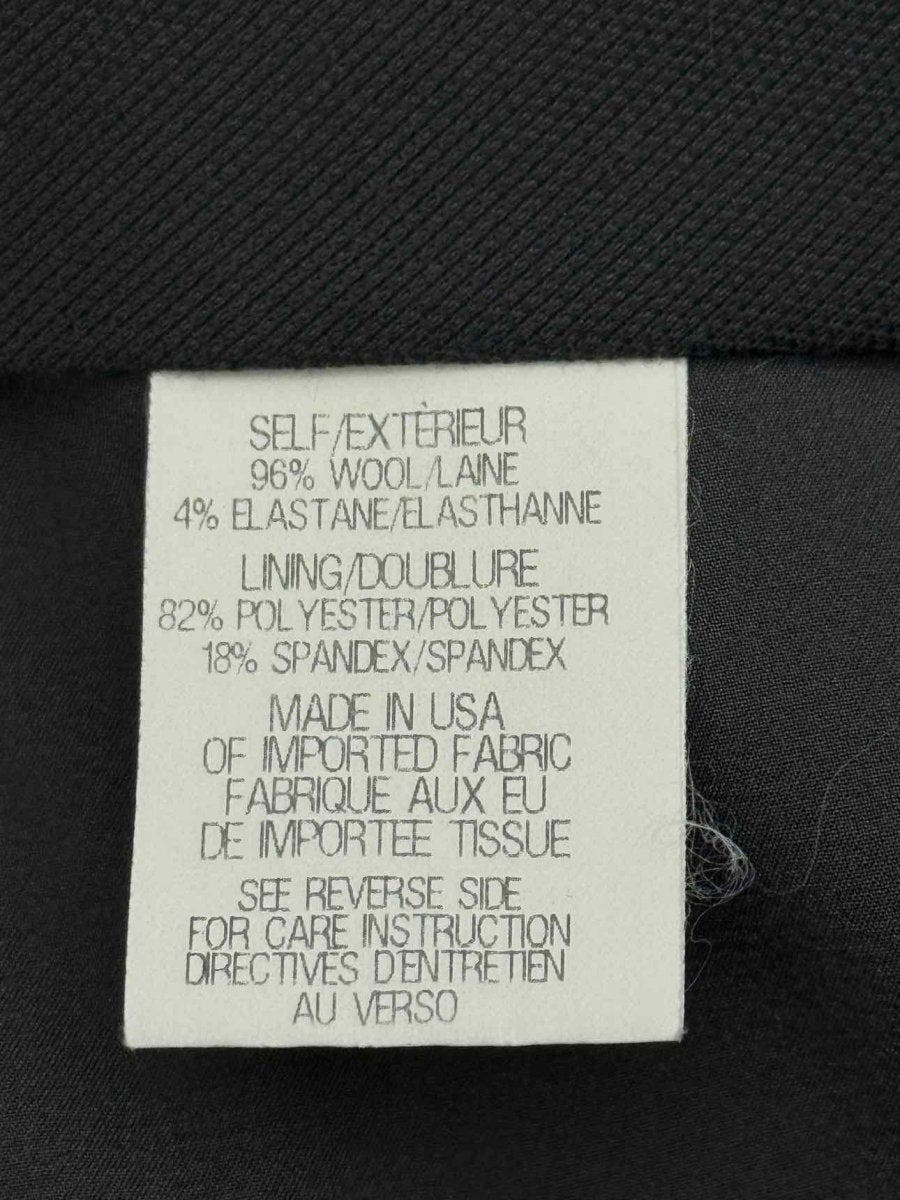 SELF/EXTÈRIEUR
96% WOOL/LAINE
4% ELASTANE/ELASTHANNE
LINING/DOUBLURE
82% POLYESTER/POLYESTER
18% SPANDEX/SPANDEX
MADE IN USA
OF IMPORTED FABRIC
FABRIQUE AUX EU
DE IMPORTEE TISSUE
SEE REVERSE SIDE
FOR CARE INSTRUCTION
DIRECTIVES D'ENTRETIEN
AU VERSO